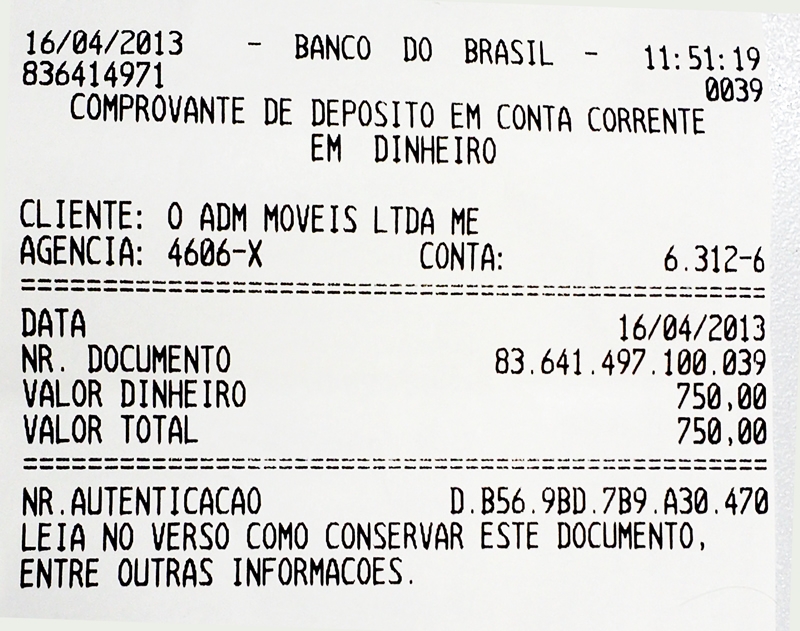 16/04/2013 - BANCO DO BRASIL - 11:51:19
836414971 0039
COMPROVANTE DE DEPOSITO EM CONTA CORRENTE
EM DINHEIRO
CLIENTE: O ADM MOVEIS LTDA ME
AGENCIA: 4606-X CONTA: 6.312-6
==============================================
DATA 16/04/2013
NR. DOCUMENTO 83.641.497.100.039
VALOR DINHEIRO 750,00
VALOR TOTAL 750,00
==============================================
NR.AUTENTICACAO D.B56.9BD.7B9.A30.470
LEIA NO VERSO COMO CONSERVAR ESTE DOCUMENTO,
ENTRE OUTRAS INFORMACOES.